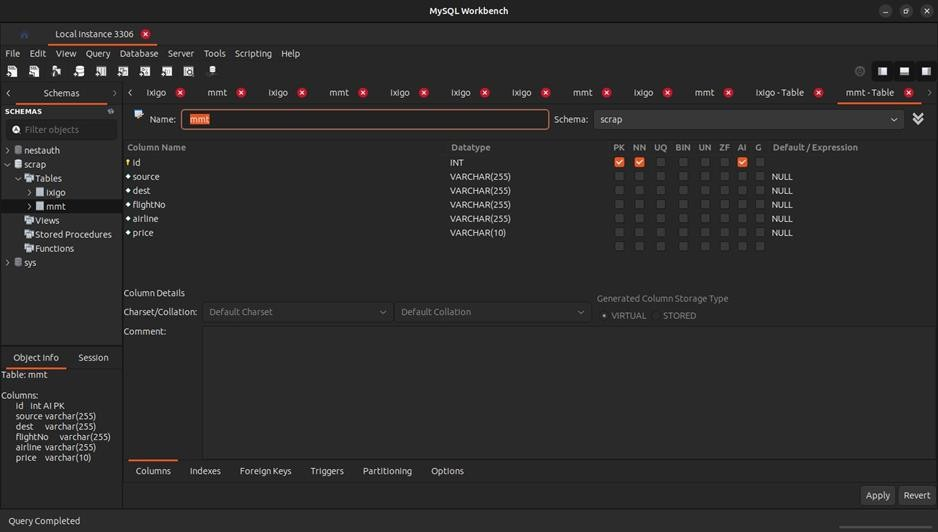 MySQL Workbench
Local Instance 3306
File Edit View Query Database Server Tools Scripting Help
Schemas
SCHEMAS
Filter objects
nestauth
scrap
Tables
ixigo
mmt
Views
Stored Procedures
Functions
sys
Object Info Session
Table: mmt
Columns:
id int AI PK
source varchar(255)
dest varchar(255)
flightNo varchar(255)
airline varchar(255)
price varchar(10)
ixigo mmt ixigo mmt ixigo ixigo ixigo mmt ixigo mmt ixigo - Table mmt - Table
Name: mmt Schema: scrap
Column Name Datatype PK NN UQ BIN UN ZF AI G Default / Expression
id INT
source VARCHAR(255) NULL
dest VARCHAR(255) NULL
flightNo VARCHAR(255) NULL
airline VARCHAR(255) NULL
price VARCHAR(10) NULL
Column Details
Charset/Collation: Default Charset Default Collation
Generated Column Storage Type
VIRTUAL STORED
Comment:
Columns Indexes Foreign Keys Triggers Partitioning Options
Apply Revert
Query Completed